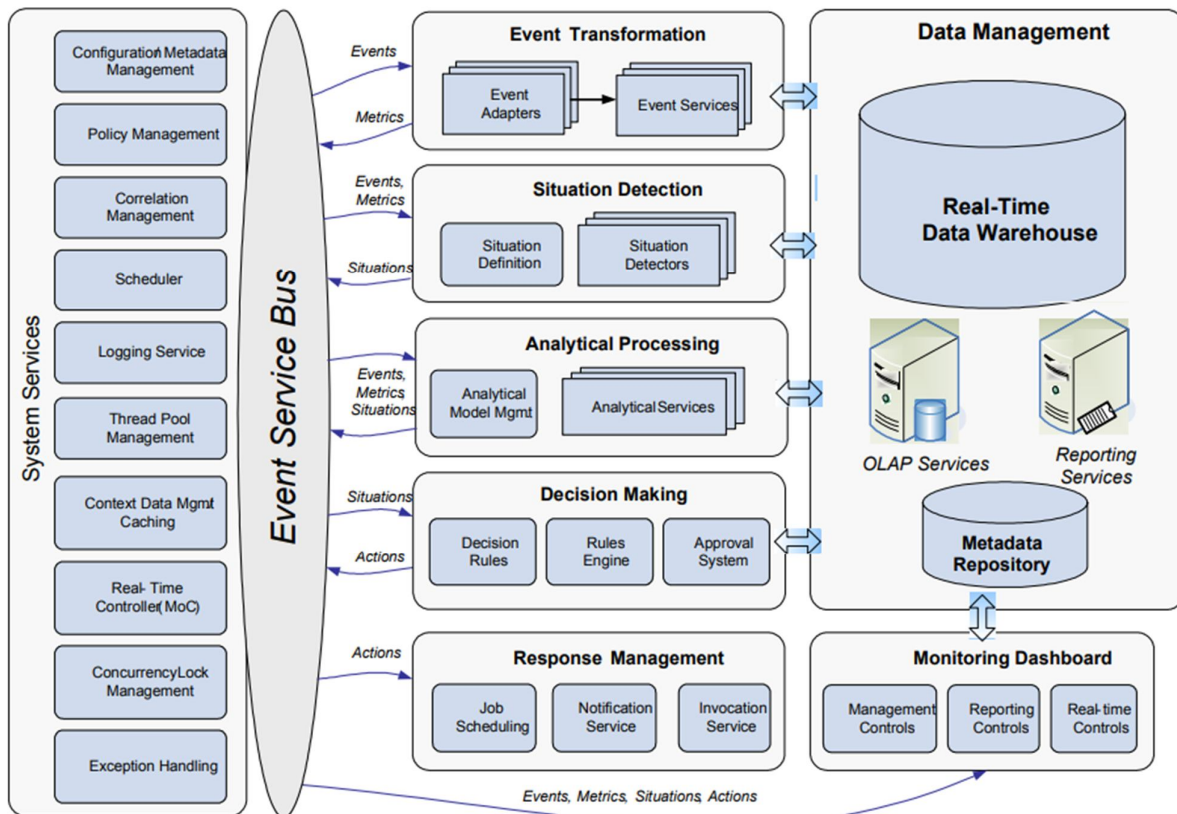 System Services
Configuration/Metadata
Management
Policy Management
Correlation
Management
Scheduler
Logging Service
Thread Pool
Management
Context Data Mgmt
Caching
Real- Time
Controller(MoC)
ConcurrencyLock
Management
Exception Handling
Event Service Bus
Events
Metrics
Event Transformation
Event
Adapters
Event Services
Events,
Metrics
Situations
Situation Detection
Situation
Definition
Situation
Detectors
Events,
Metrics,
Situations
Analytical Processing
Analytical
Model Mgmt
Analytical Services
Situations
Actions
Decision Making
Decision
Rules
Rules
Engine
Approval
System
Actions
Response Management
Job
Scheduling
Notification
Service
Invocation
Service
Events, Metrics, Situations, Actions
Data Management
Real-Time
Data Warehouse
OLAP Services
Reporting
Services
Metadata
Repository
Monitoring Dashboard
Management
Controls
Reporting
Controls
Real-time
Controls